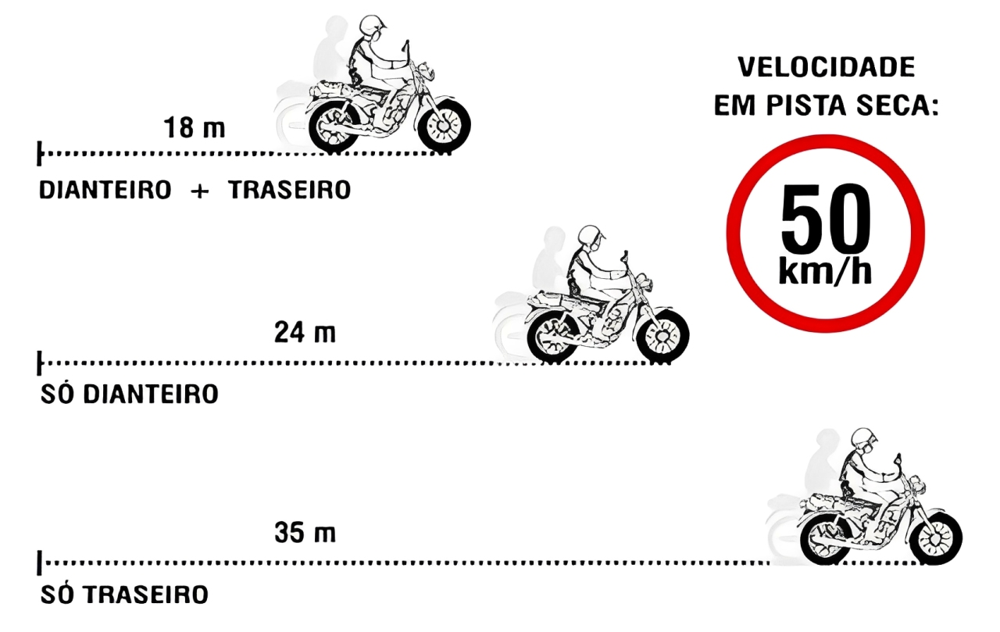 18 m
DIANTEIRO + TRASEIRO
VELOCIDADE
EM PISTA SECA:
50
km/h
24 m
SÓ DIANTEIRO
35 m
SÓ TRASEIRO